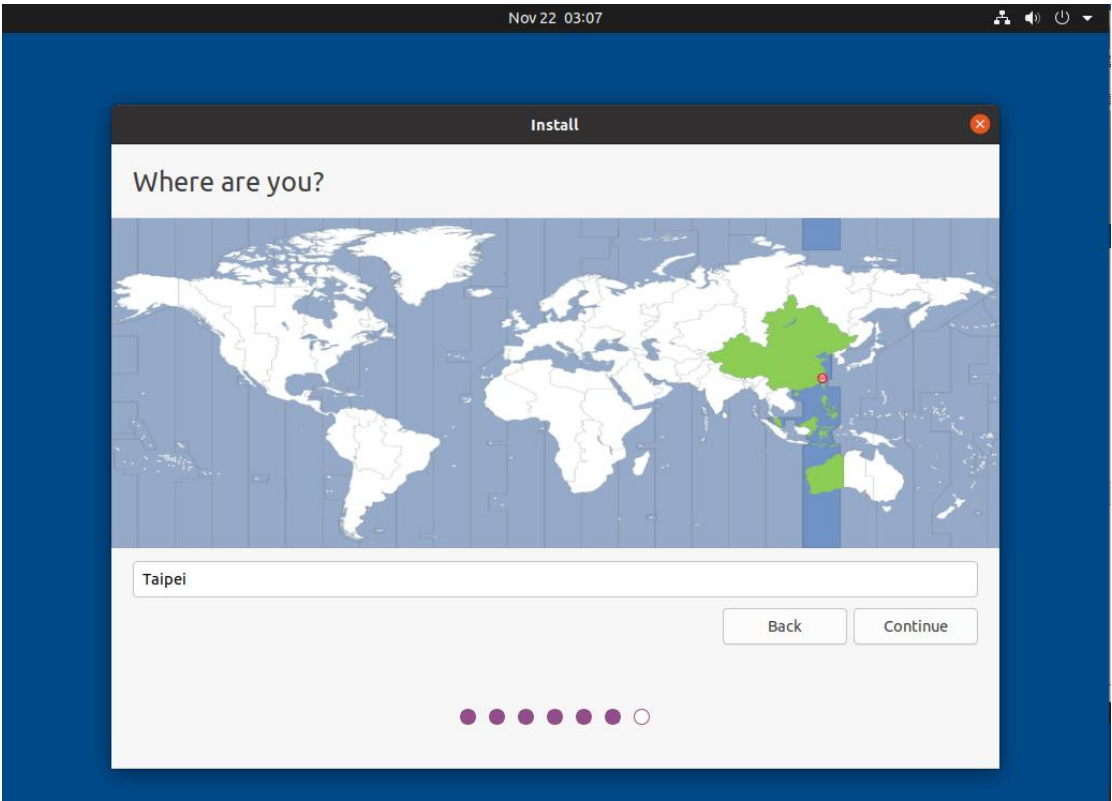 Nov 22 03:07
Install
Where are you?
Taipei
Back
Continue